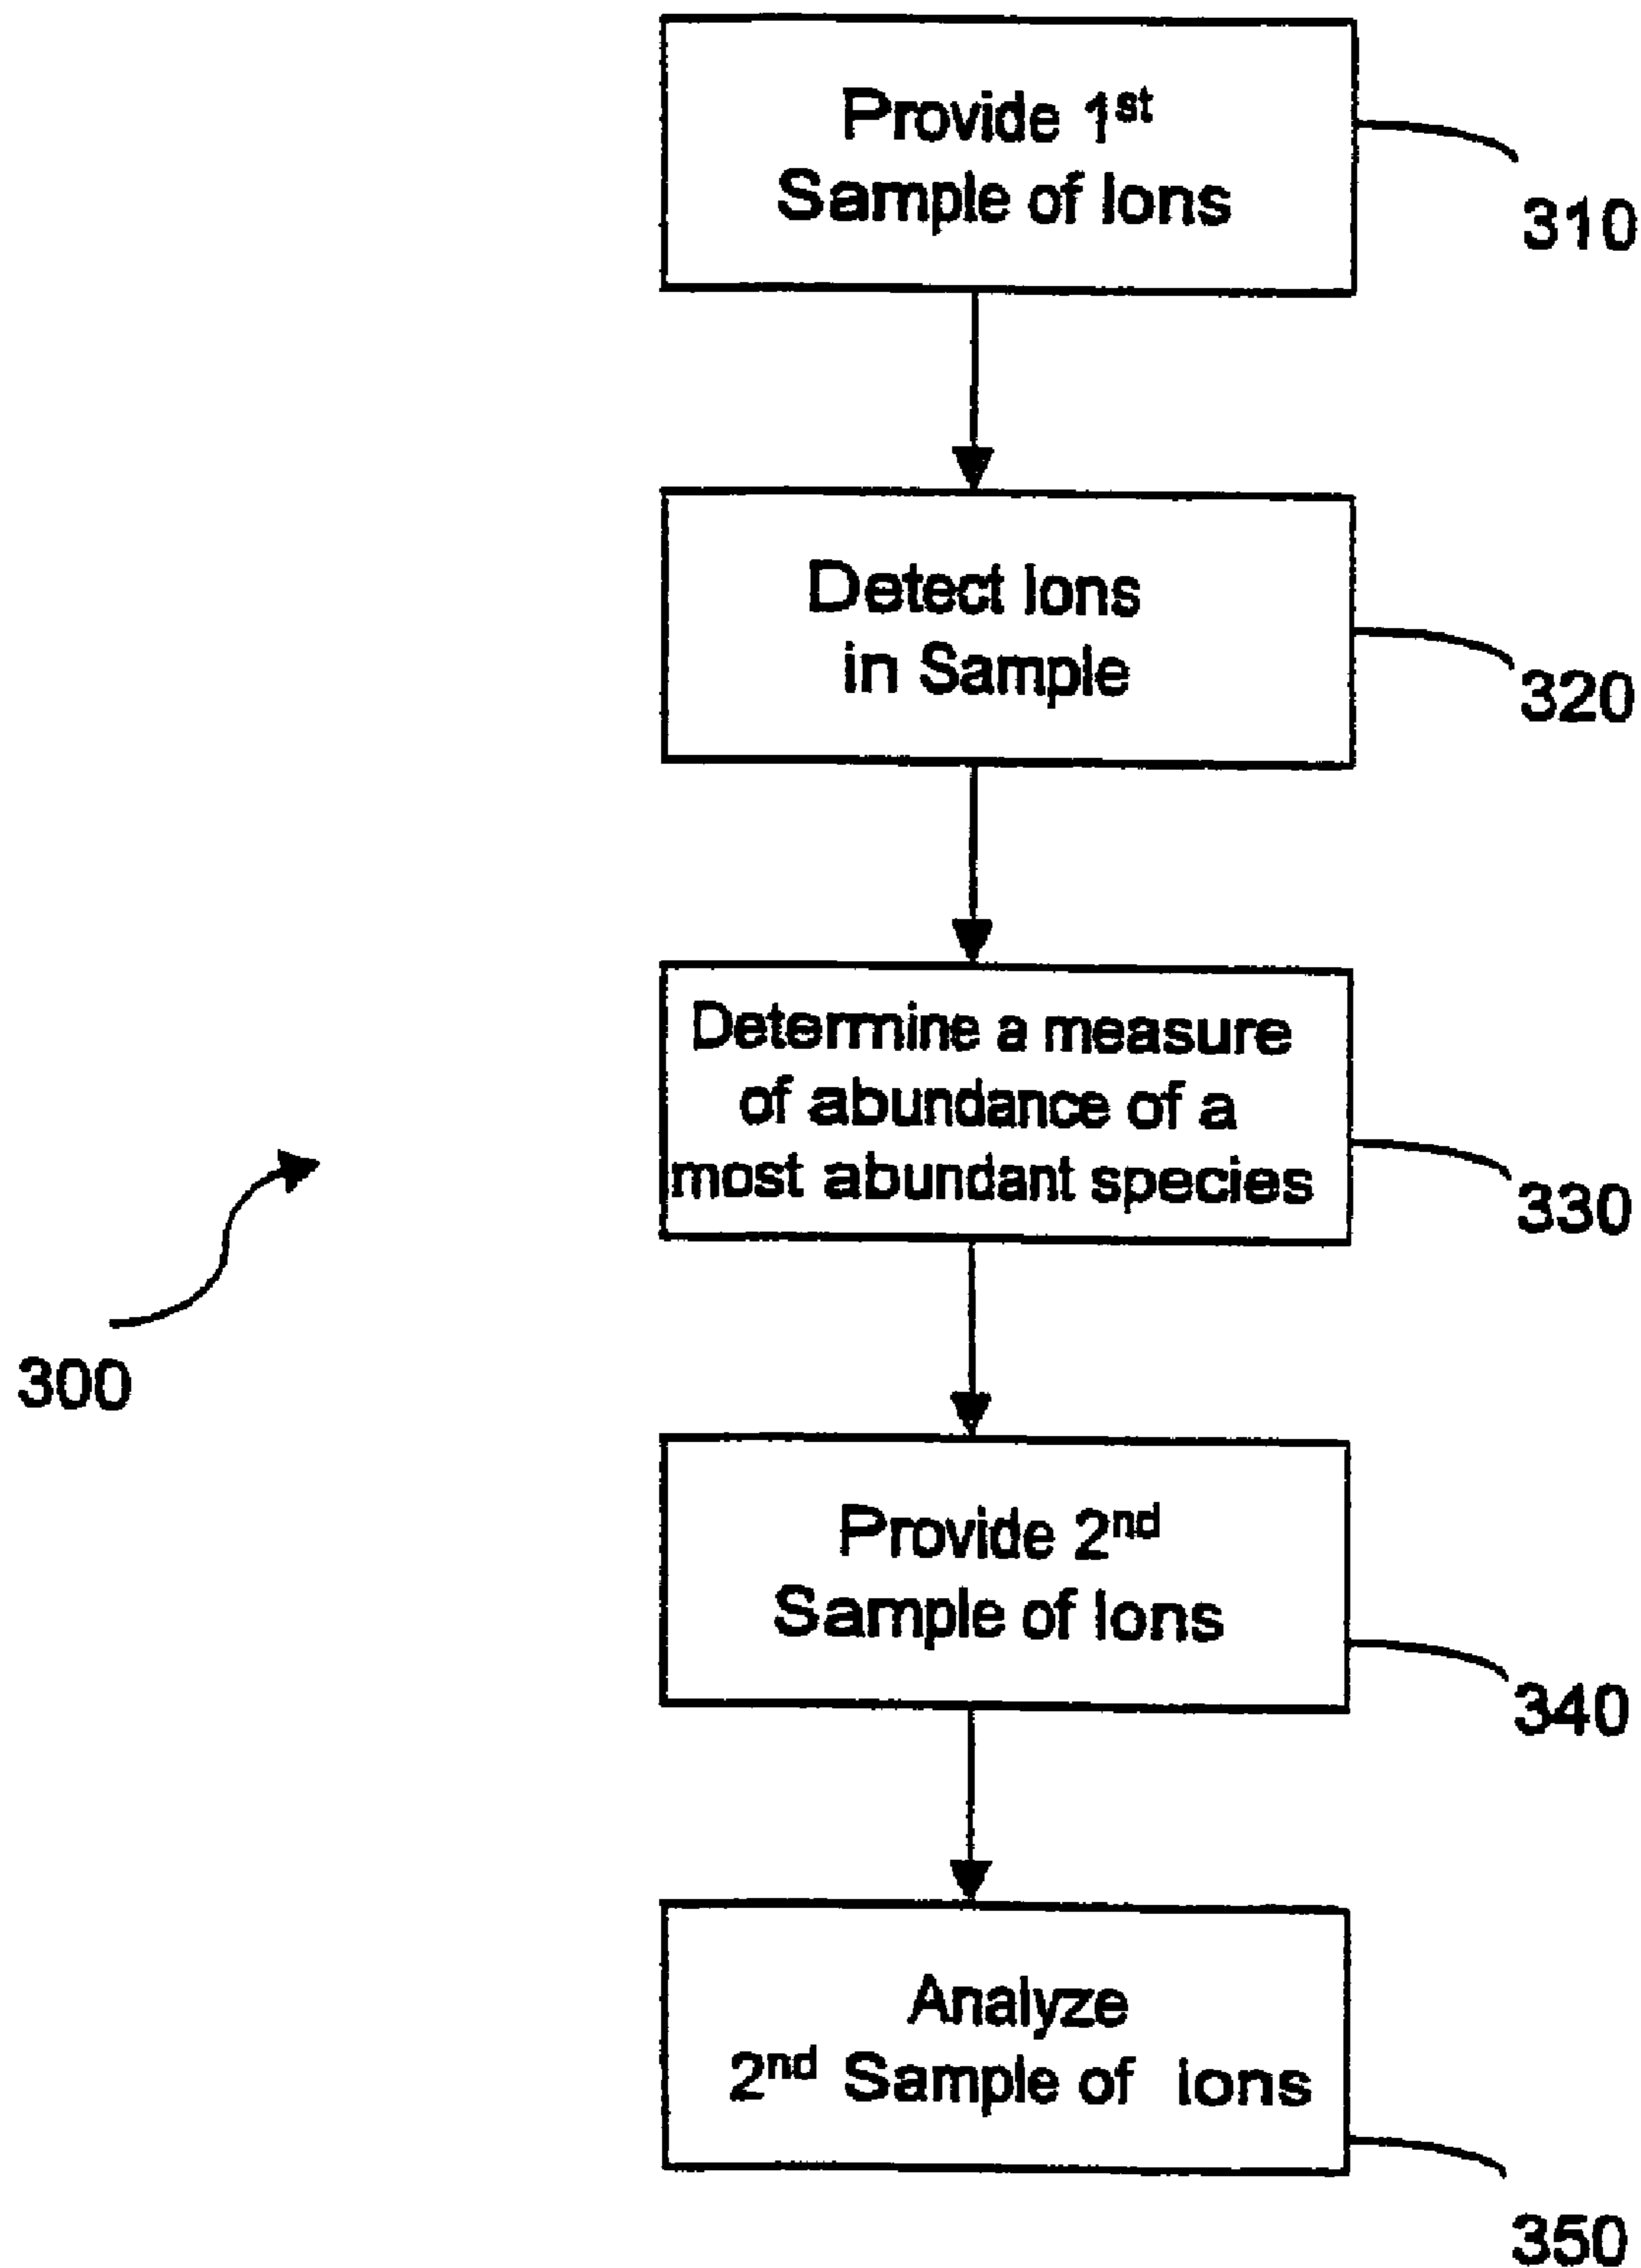 Provide 1st
Sample of Ions
310
Detect Ions
in Sample
320
Determine a measure
of abundance of a
most abundant species
330
300
Provide 2nd
Sample of Ions
340
Analyze
2nd Sample of Ions
350